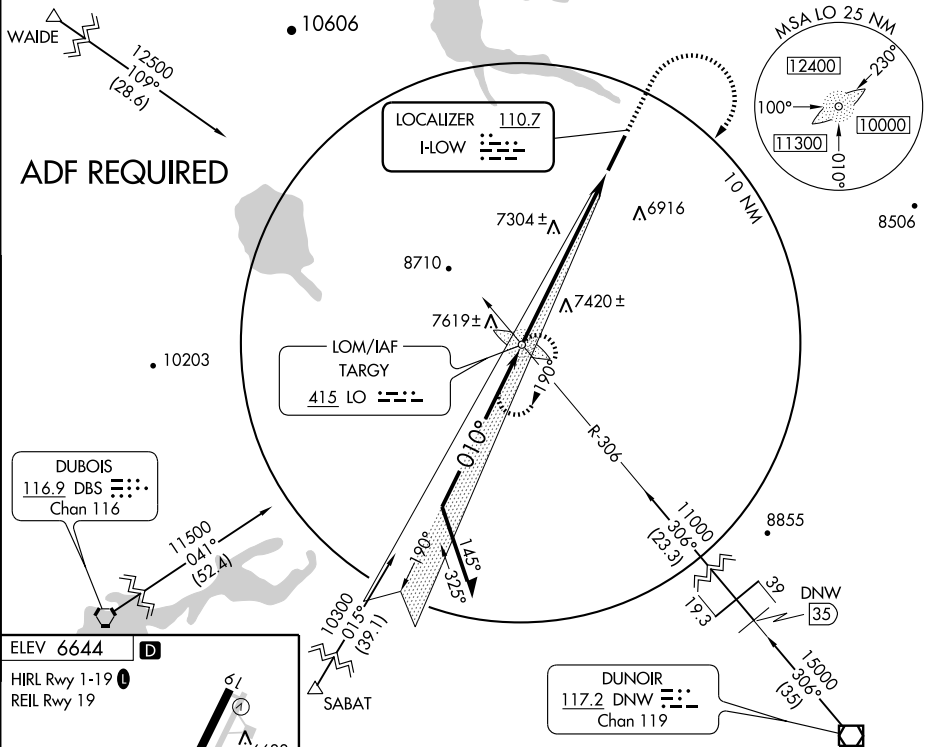 WAIDE
12500
109°
(28.6)
10606
MSA LO 25 NM
12400
230°
100°
10000
11300
010°
LOCALIZER 110.7
I-LOW
ADF REQUIRED
10 NM
7304 ±
6916
8506
8710
7420 ±
7619±
10203
LOM/IAF
TARGY
415 LO
190°
010°
R-306
DUBOIS
116.9 DBS
Chan 116
11500
041°
(52.4)
190°
145°
325°
11000
306°
(23.3)
8855
39
19.3
DNW
35
10300
015°
(39.1)
SABAT
15000
306°
(35)
DUNOIR
117.2 DNW
Chan 119
ELEV 6644 D
HIRL Rwy 1-19 L
REIL Rwy 19
19
A